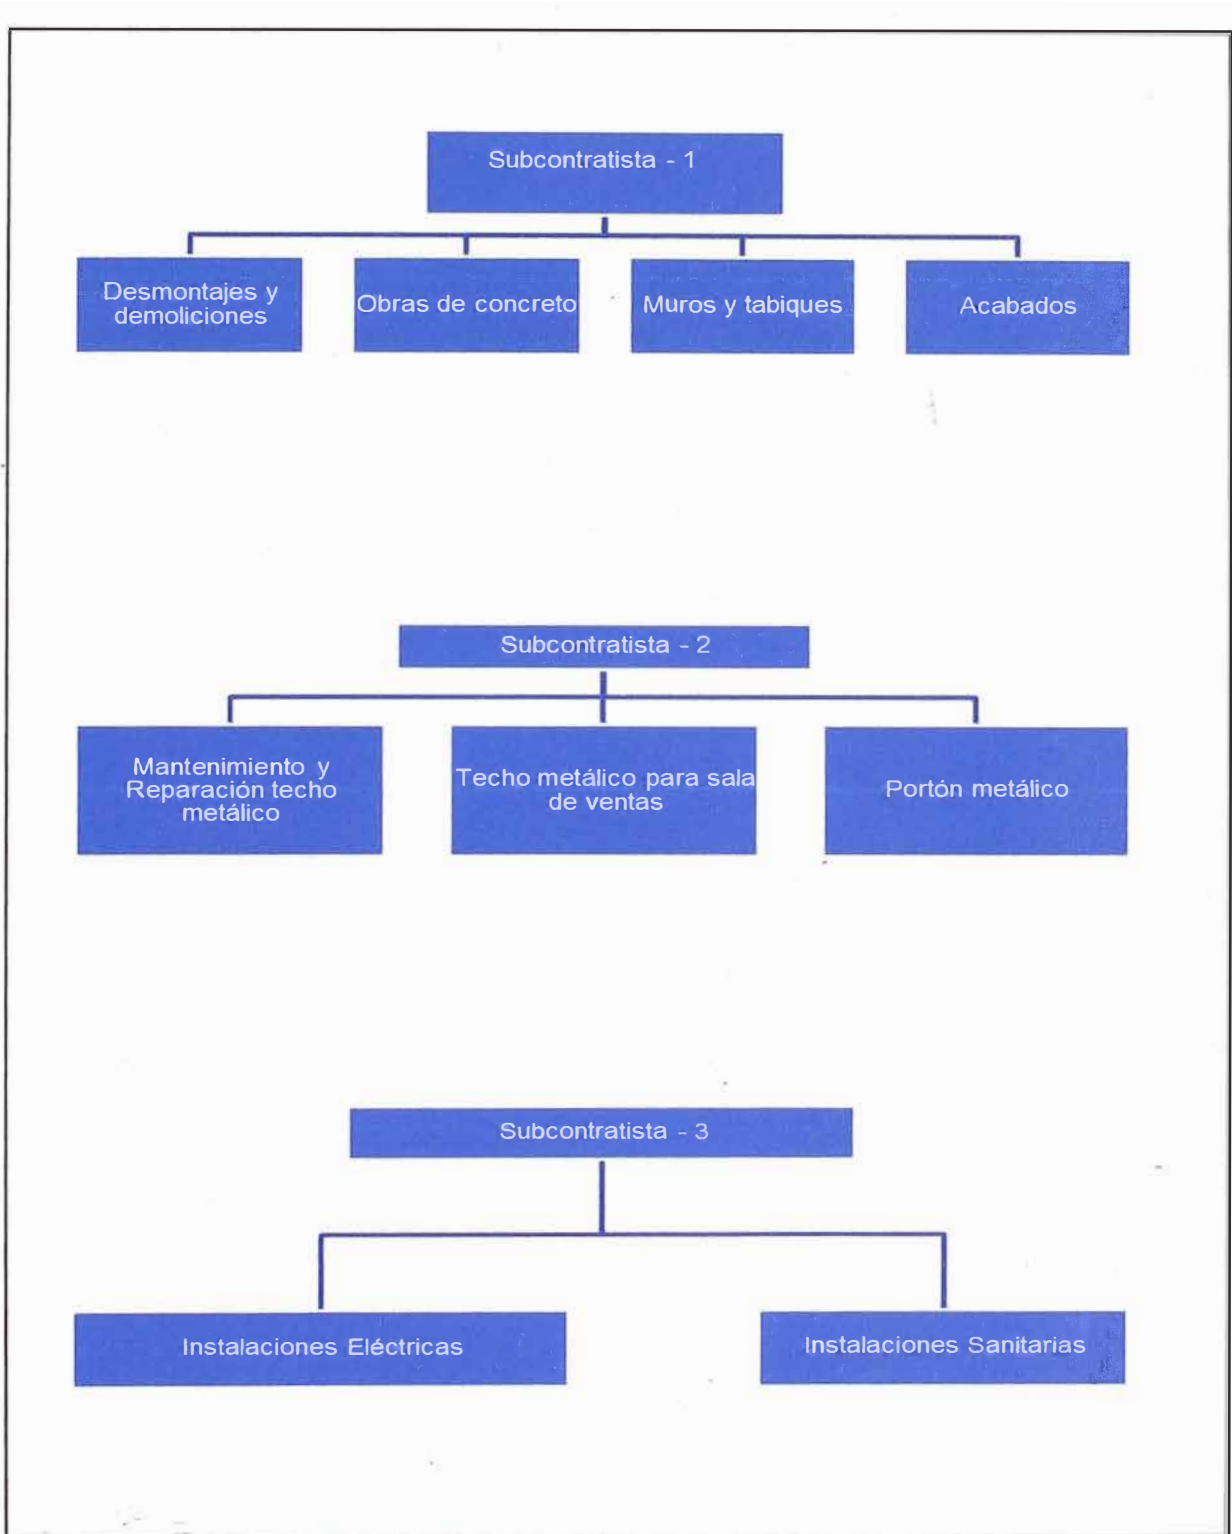 Subcontratista - 1
Desmontajes y
demoliciones
Obras de concreto
Muros y tabiques
Acabados
Subcontratista - 2
Mantenimiento y
Reparación techo
metálico
Techo metálico para sala
de ventas
Portón metálico
Subcontratista - 3
Instalaciones Eléctricas
Instalaciones Sanitarias